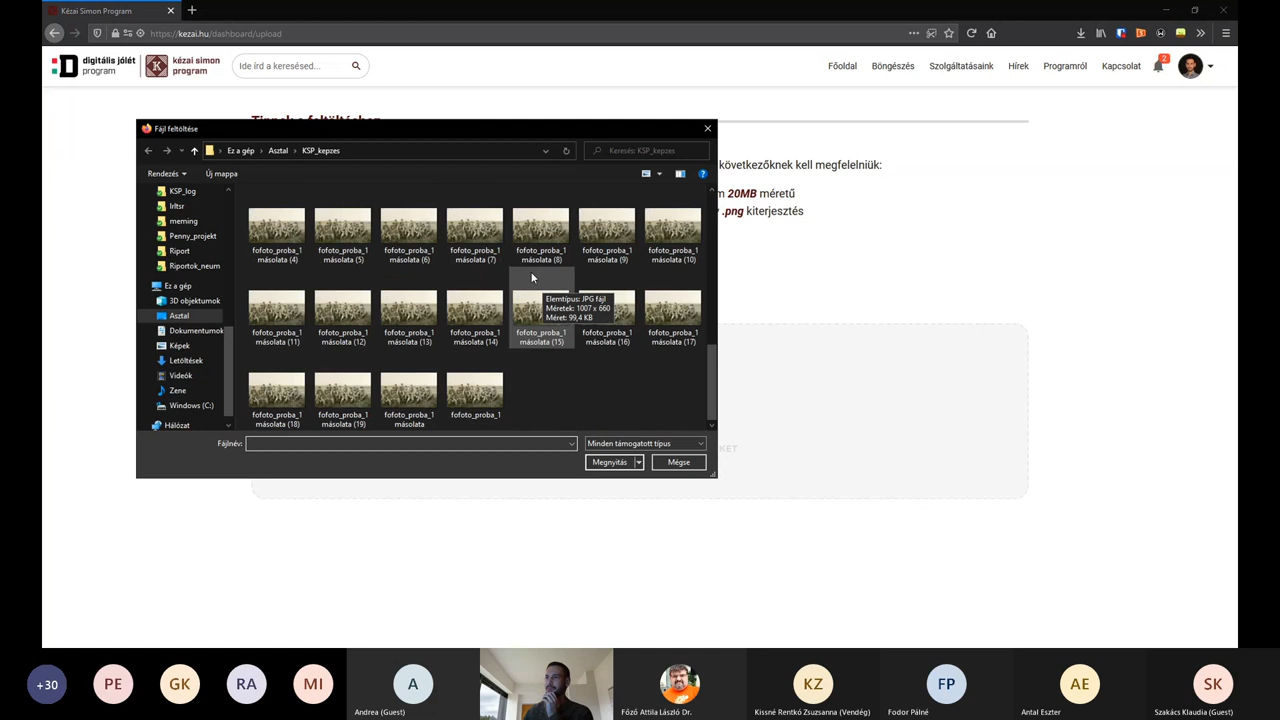 Kézai Simon Program
https://kezai.hu/dashboard/upload
digitális jólét
program
kézai simon
program
Ide írd a keresésed...
Főoldal
Böngészés
Szolgáltatásaink
Hírek
Programról
Kapcsolat
2
következőknek kell megfelelniük:
20MB méretű
.png kiterjesztés
Fájl feltöltése
Ez a gép
Asztal
KSP_kepzes
Keresés: KSP_kepzes
Rendezés
Új mappa
KSP_log
lrltsr
meming
Penny_projekt
Riport
Riportok_neum
Ez a gép
3D objektumok
Asztal
Dokumentumok
Képek
Letöltések
Videók
Zene
Windows (C:)
Hálózat
fofoto_proba_1
másolata (4)
fofoto_proba_1
másolata (5)
fofoto_proba_1
másolata (6)
fofoto_proba_1
másolata (7)
fofoto_proba_1
másolata (8)
fofoto_proba_1
másolata (9)
fofoto_proba_1
másolata (10)
Elemtípus: JPG fájl
Méretek: 1007 x 660
Méret: 99,4 KB
fofoto_proba_1
másolata (11)
fofoto_proba_1
másolata (12)
fofoto_proba_1
másolata (13)
fofoto_proba_1
másolata (14)
fofoto_proba_1
másolata (15)
fofoto_proba_1
másolata (16)
fofoto_proba_1
másolata (17)
fofoto_proba_1
másolata (18)
fofoto_proba_1
másolata (19)
fofoto_proba_1
másolata
fofoto_proba_1
Fájlnév:
Minden támogatott típus
Megnyitás
Mégse
+30
PE
GK
RA
MI
A
Andrea (Guest)
Főző Attila László Dr.
KZ
Kissné Rentkó Zsuzsanna (Vendég)
FP
Fodor Pálné
AE
Antal Eszter
SK
Szakács Klaudia (Guest)